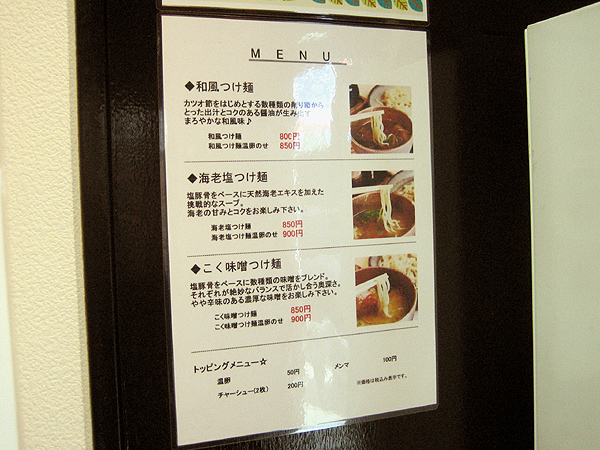 MENU
◆和風つけ麺
カツオ節をはじめとする数種類の削り節から
とった出汁とコクのある醤油が生み出す
まろやかな和風味♪
和風つけ麺 800円
和風つけ麺温卵のせ 850円
◆海老塩つけ麺
塩豚骨をベースに天然海老エキスを加えた
挑戦的なスープ。
海老の甘みとコクをお楽しみ下さい。
海老塩つけ麺 850円
海老塩つけ麺温卵のせ 900円
◆こく味噌つけ麺
塩豚骨をベースに数種類の味噌をブレンド。
それぞれが絶妙なバランスで活かし合う奥深さ。
やや辛味のある濃厚な味噌をお楽しみ下さい。
こく味噌つけ麺 850円
こく味噌つけ麺温卵のせ 900円
トッピングメニュー☆
温卵 50円 メンマ 100円
チャーシュー(2枚) 200円
※価格は税込み表示です。